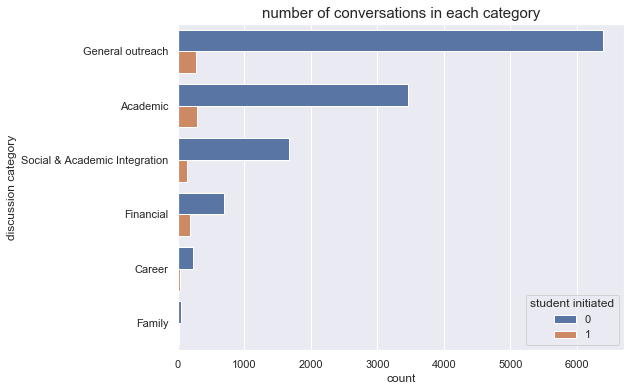 number of conversations in each category
General outreach
Academic
Social & Academic Integration
Financial
Career
Family
discussion category
0
1000
2000
3000
4000
5000
6000
count
student initiated
0
1